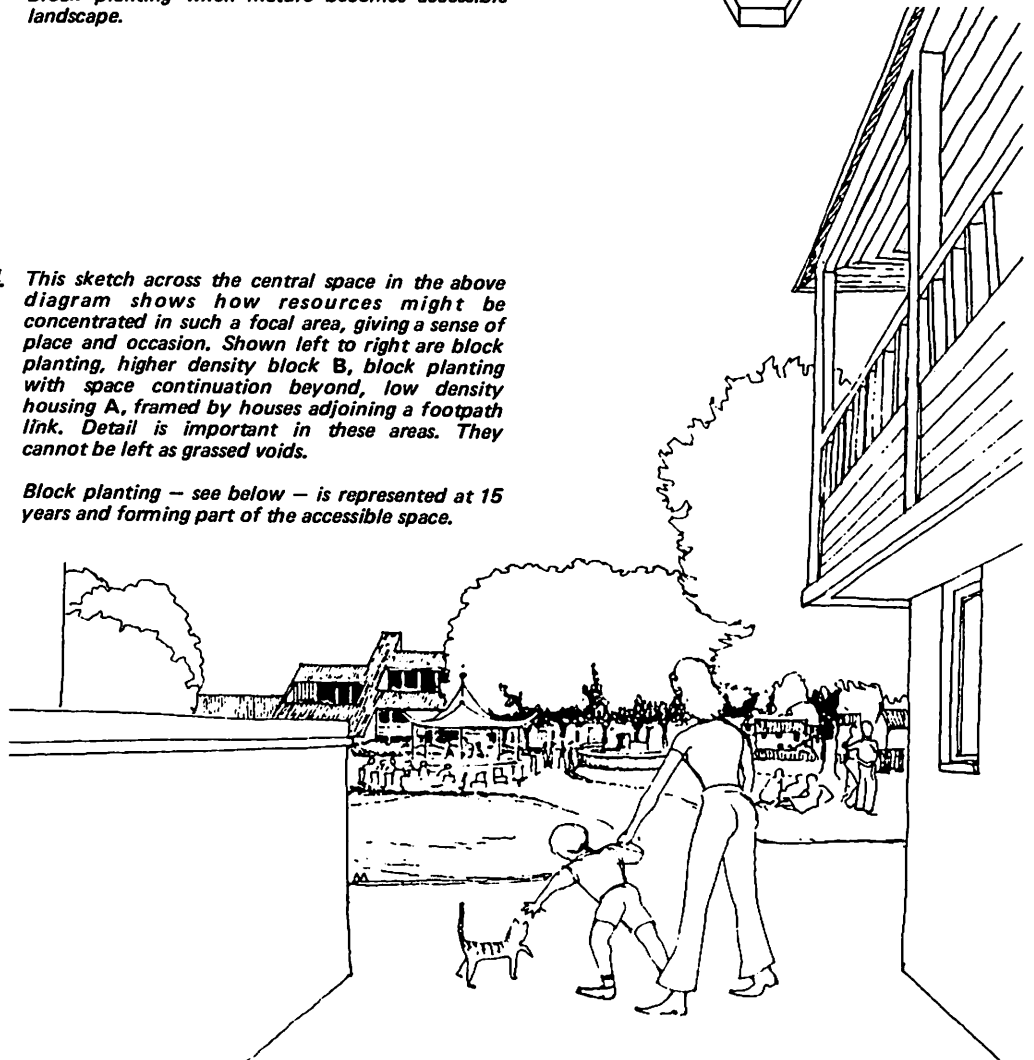 landscape.
This sketch across the central space in the above
diagram shows how resources might be
concentrated in such a focal area, giving a sense of
place and occasion. Shown left to right are block
planting, higher density block B, block planting
with space continuation beyond, low density
housing A, framed by houses adjoining a footpath
link. Detail is important in these areas. They
cannot be left as grassed voids.
Block planting — see below — is represented at 15
years and forming part of the accessible space.